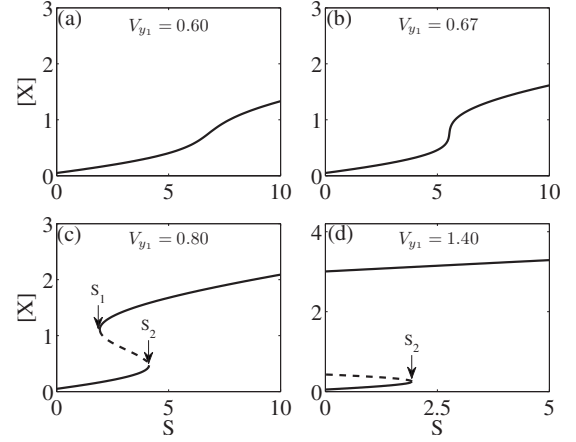 (a) V_{y_1} = 0.60
(b) V_{y_1} = 0.67
3
2
1
0
[X]
0 5 10
3
2
1
0
0 5 10
(c) V_{y_1} = 0.80
(d) V_{y_1} = 1.40
3
2
1
0
[X]
S_1
S_2
0 5 10
S
4
2
0
S_2
0 2.5 5
S